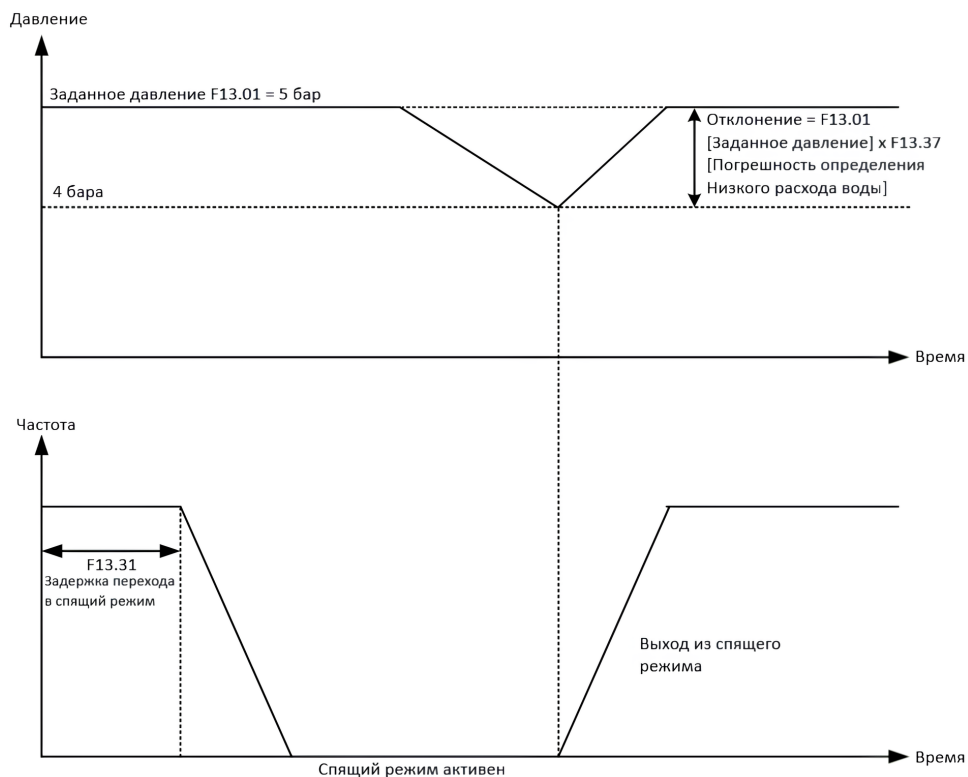 Давление
Заданное давление F13.01 = 5 бар
Отклонение = F13.01
[Заданное давление] x F13.37
[Погрешность определения
Низкого расхода воды]
4 бара
Время
Частота
F13.31
Задержка перехода
в спящий режим
Выход из спящего
режима
Время
Спящий режим активен